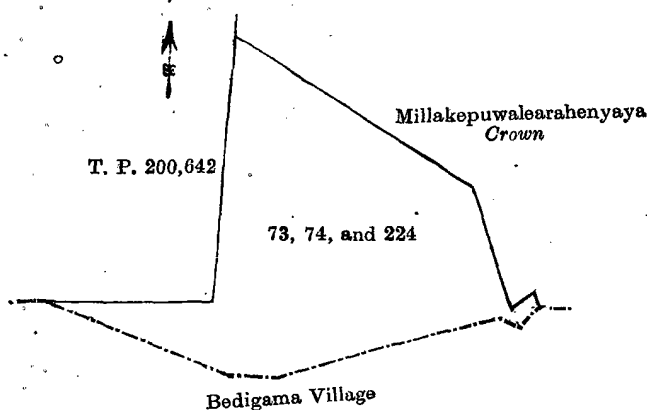 Millakepuwalearahenyaya
Crown
T. P. 200,642
73, 74, and 224
Bedigama Village